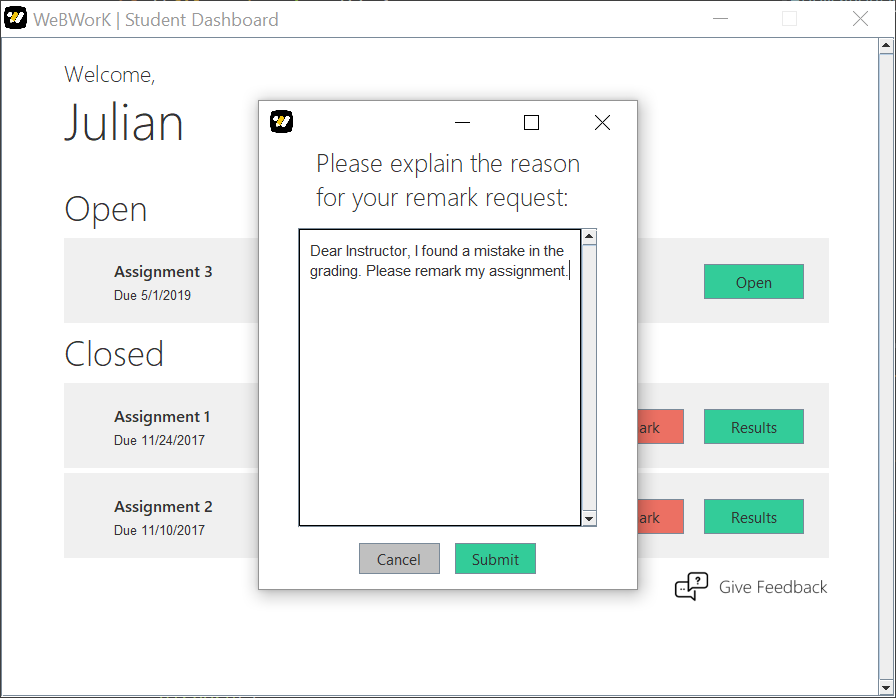 WeBWorK | Student Dashboard
Welcome,
Julian
Please explain the reason
for your remark request:
Dear Instructor, I found a mistake in the
grading. Please remark my assignment.
Cancel
Submit
Open
Assignment 3
Due 5/1/2019
Open
Closed
Assignment 1
Due 11/24/2017
ark
Results
Assignment 2
Due 11/10/2017
ark
Results
Give Feedback